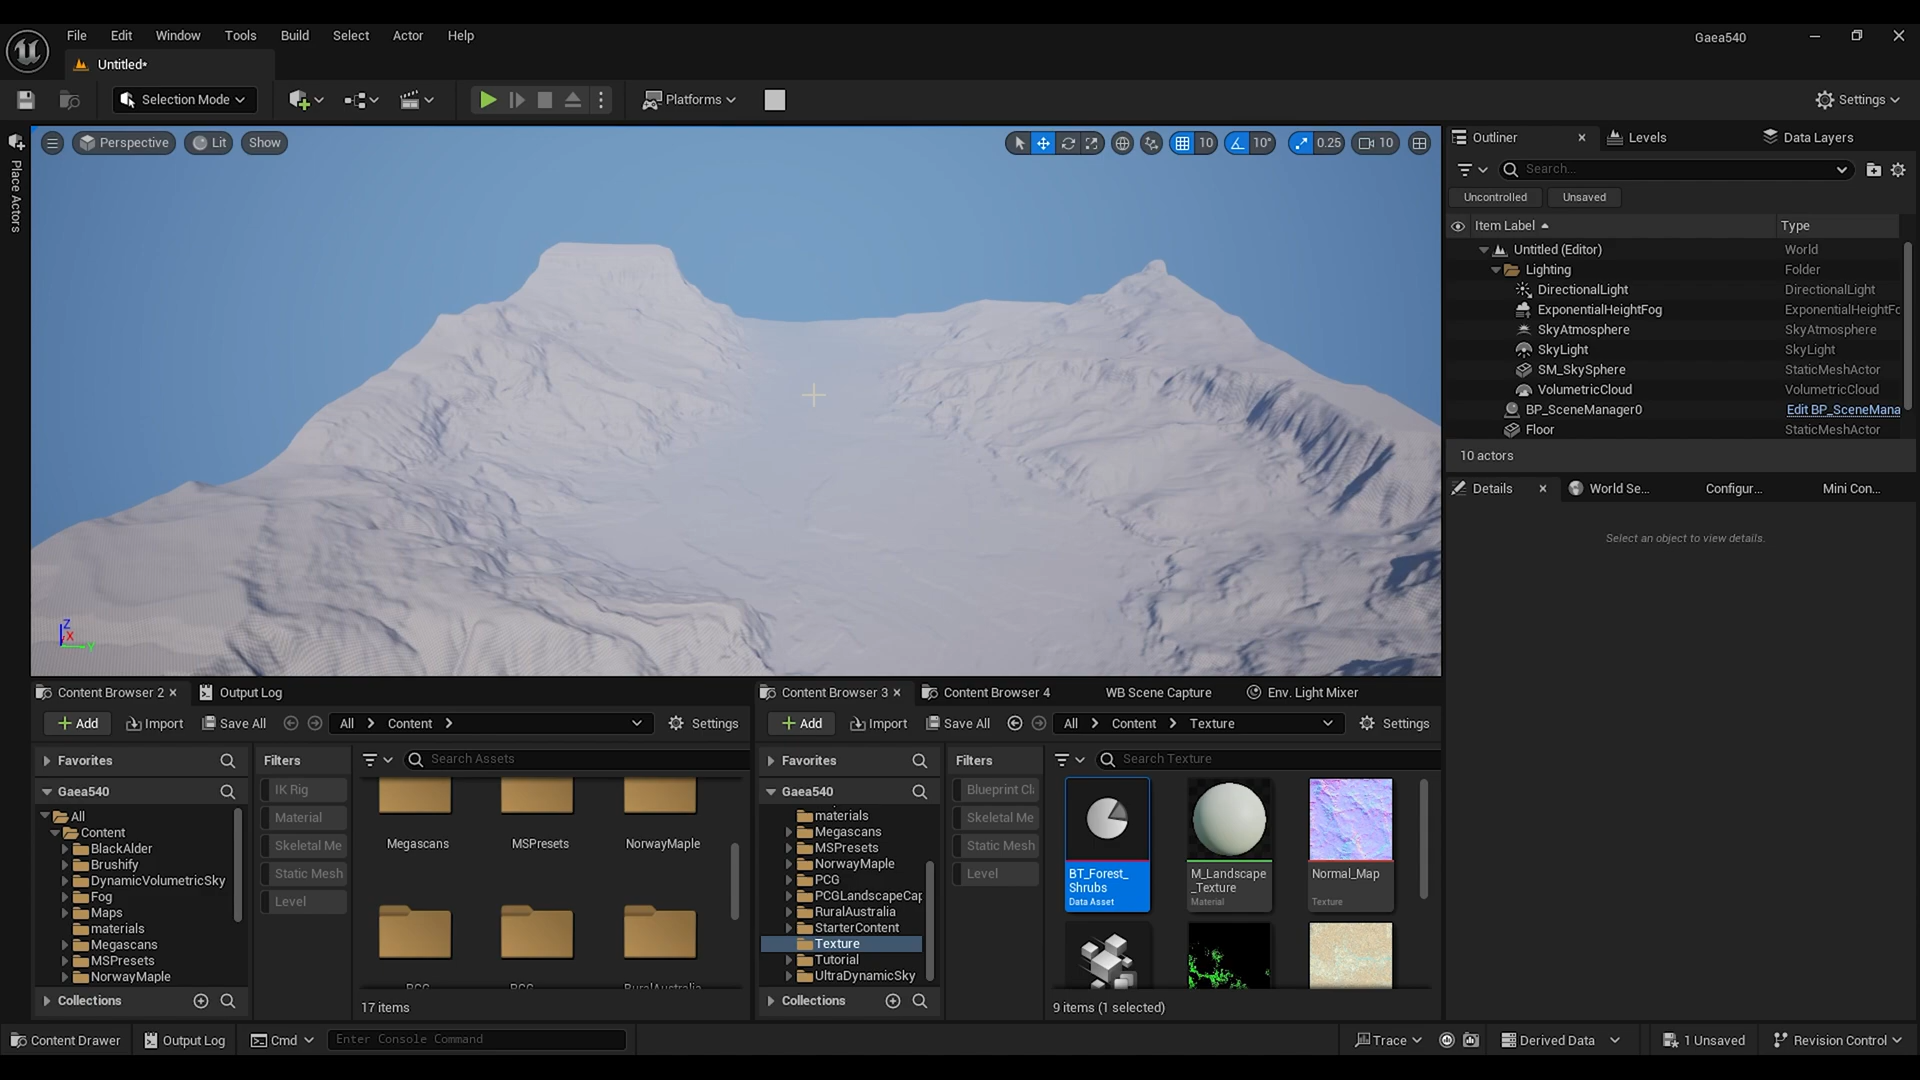 File Edit Window Tools Build Select Actor Help
Gaea540
Untitled*
Selection Mode
Platforms
Settings
Place Actors
Perspective Lit Show
10 10° 0.25 10
Z
X
Y
Outliner Levels Data Layers
Search...
Uncontrolled Unsaved
Item Label Type
Untitled (Editor) World
Lighting Folder
DirectionalLight DirectionalLight
ExponentialHeightFog ExponentialHeightFo
SkyAtmosphere SkyAtmosphere
SkyLight SkyLight
SM_SkySphere StaticMeshActor
VolumetricCloud VolumetricCloud
BP_SceneManager0 Edit BP_SceneMana
Floor StaticMeshActor
10 actors
Details World Se... Configur... Mini Con...
Select an object to view details.
Content Browser 2 Output Log
Add Import Save All All Content Settings
Favorites
Gaea540
All
Content
BlackAlder
Brushify
DynamicVolumetricSky
Fog
Maps
materials
Megascans
MSPresets
NorwayMaple
Collections
Filters
IK Rig
Material
Skeletal Me
Static Mesh
Level
Search Assets
Megascans MSPresets NorwayMaple
PCG PCG RuralAustralia
17 items
Content Browser 3 Content Browser 4 WB Scene Capture Env. Light Mixer
Add Import Save All All Content Texture Settings
Favorites
Gaea540
materials
Megascans
MSPresets
NorwayMaple
PCG
PCGLandscapeCap
RuralAustralia
StarterContent
Texture
Tutorial
UltraDynamicSky
Collections
Filters
Blueprint Cl
Skeletal Me
Static Mesh
Level
Search Texture
BT_Forest_
Shrubs
Data Asset
M_Landscape
_Texture
Material
Normal_Map
Texture
9 items (1 selected)
Content Drawer Output Log Cmd Enter Console Command
Trace Derived Data 1 Unsaved Revision Control